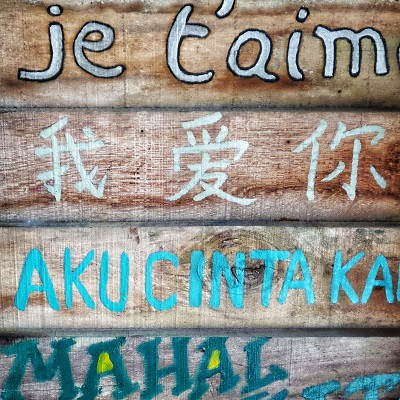 je t'aim
我爱你
AKU CINTA KA
MAHAL